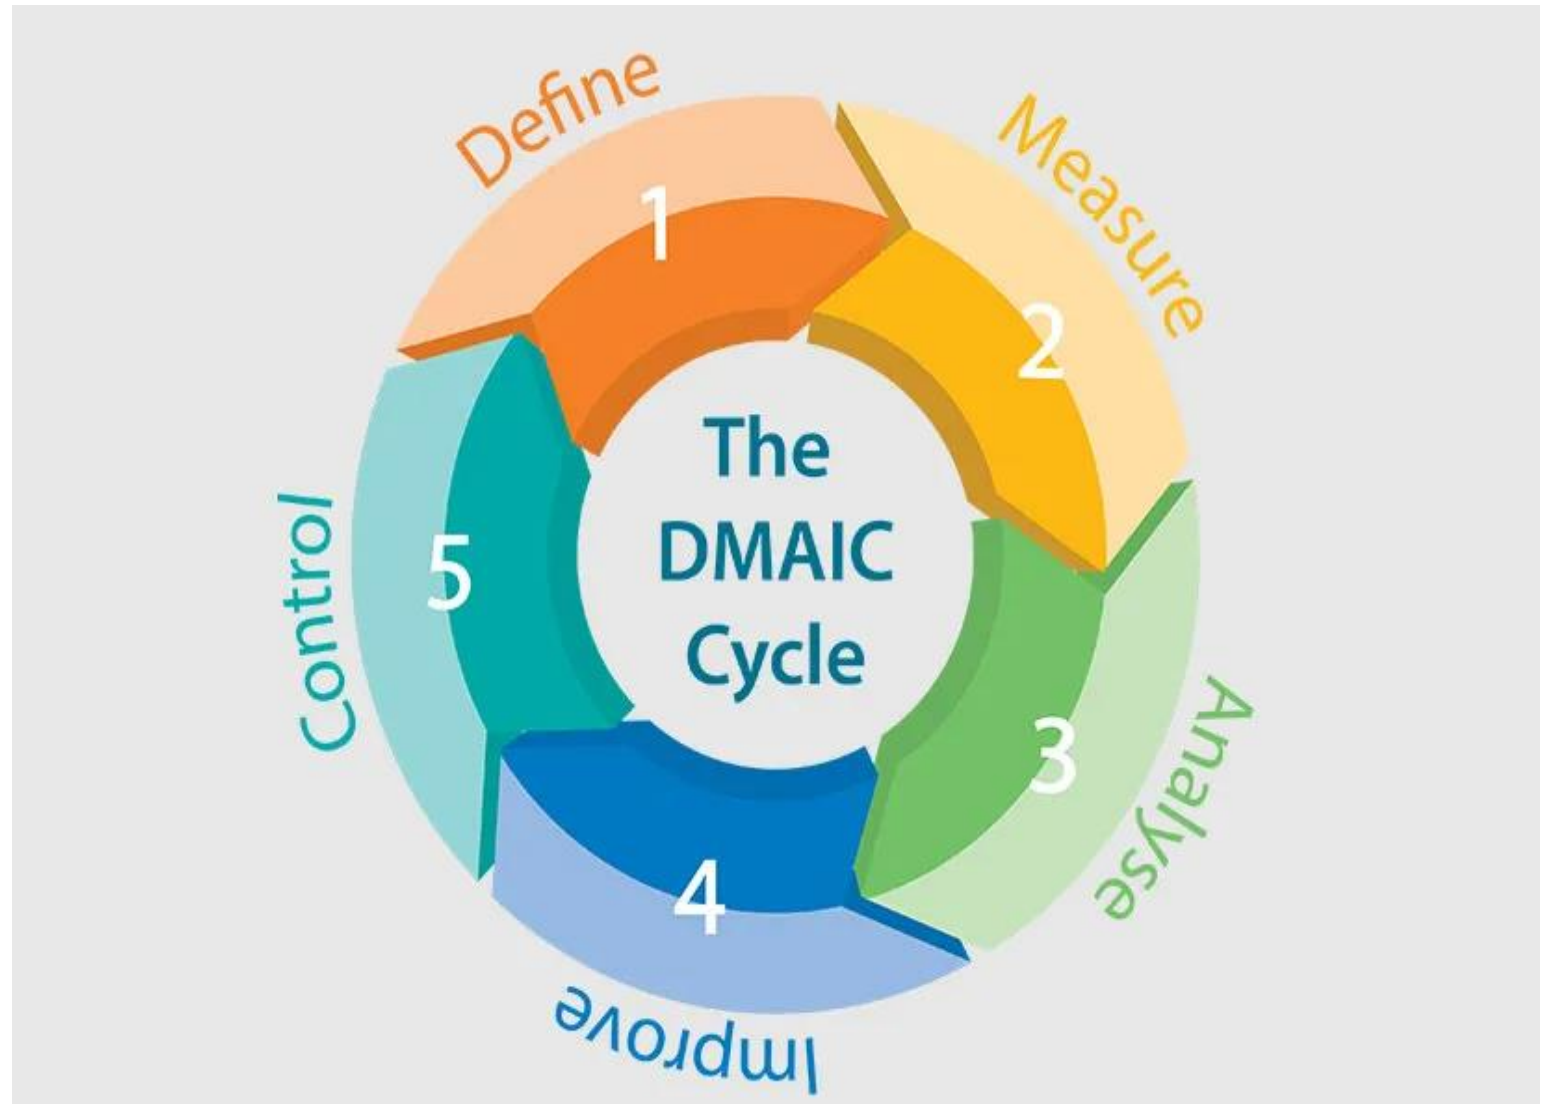 The
DMAIC
Cycle
1
Define
2
Measure
3
Analyse
4
Improve
5
Control